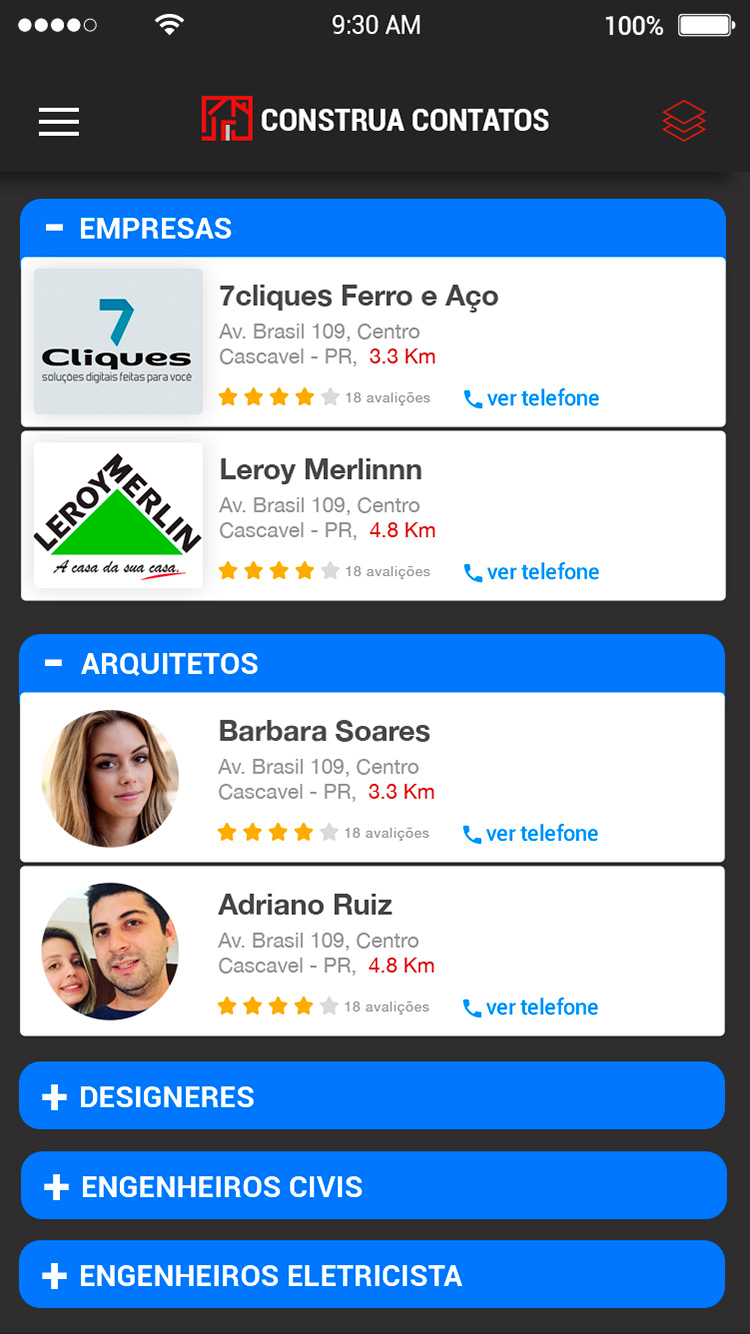 9:30 AM
100%
CONSTRUA CONTATOS
EMPRESAS
7
Cliques
soluções digitais feitas para você
7cliques Ferro e Aço
Av. Brasil 109, Centro
Cascavel - PR, 3.3 Km
18 avalições
ver telefone
LEROY MERLIN
A casa da sua casa.
Leroy Merlinnn
Av. Brasil 109, Centro
Cascavel - PR, 4.8 Km
18 avalições
ver telefone
ARQUITETOS
Barbara Soares
Av. Brasil 109, Centro
Cascavel - PR, 3.3 Km
18 avalições
ver telefone
Adriano Ruiz
Av. Brasil 109, Centro
Cascavel - PR, 4.8 Km
18 avalições
ver telefone
DESIGNERES
ENGENHEIROS CIVIS
ENGENHEIROS ELETRICISTA